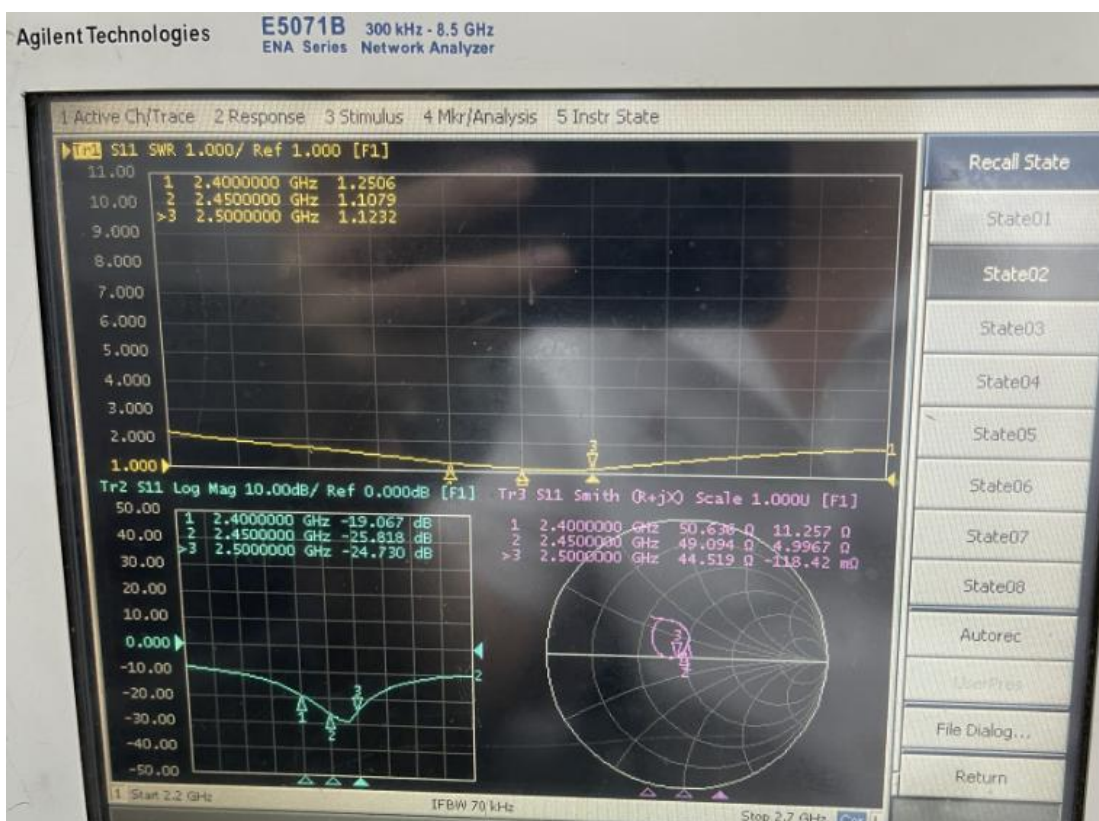 Agilent Technologies E5071B 300 kHz - 8.5 GHz
ENA Series Network Analyzer
1 Active Ch/Trace 2 Response 3 Stimulus 4 Mkr/Analysis 5 Instr State
Tr1 S11 SWR 1.000/ Ref 1.000 [F1]
11.00
10.00
9.000
8.000
7.000
6.000
5.000
4.000
3.000
2.000
1.000
1 2.4000000 GHz 1.2506
2 2.4500000 GHz 1.1079
>3 2.5000000 GHz 1.1232
3
1
Tr2 S11 Log Mag 10.00dB/ Ref 0.000dB [F1]
50.00
40.00
30.00
20.00
10.00
0.000
-10.00
-20.00
-30.00
-40.00
-50.00
1 2.4000000 GHz -19.067 dB
2 2.4500000 GHz -25.818 dB
>3 2.5000000 GHz -24.730 dB
1
2
3
2
Tr3 S11 Smith (R+jX) Scale 1.000U [F1]
1 2.4000000 GHz 50.636 Ω 11.257 Ω
2 2.4500000 GHz 49.094 Ω 4.9967 Ω
>3 2.5000000 GHz 44.519 Ω -118.42 mΩ
3
1 Start 2.2 GHz
IFBW 70 kHz
Stop 2.7 GHz Cor
Recall State
State01
State02
State03
State04
State05
State06
State07
State08
Autorec
UserPres
File Dialog...
Return